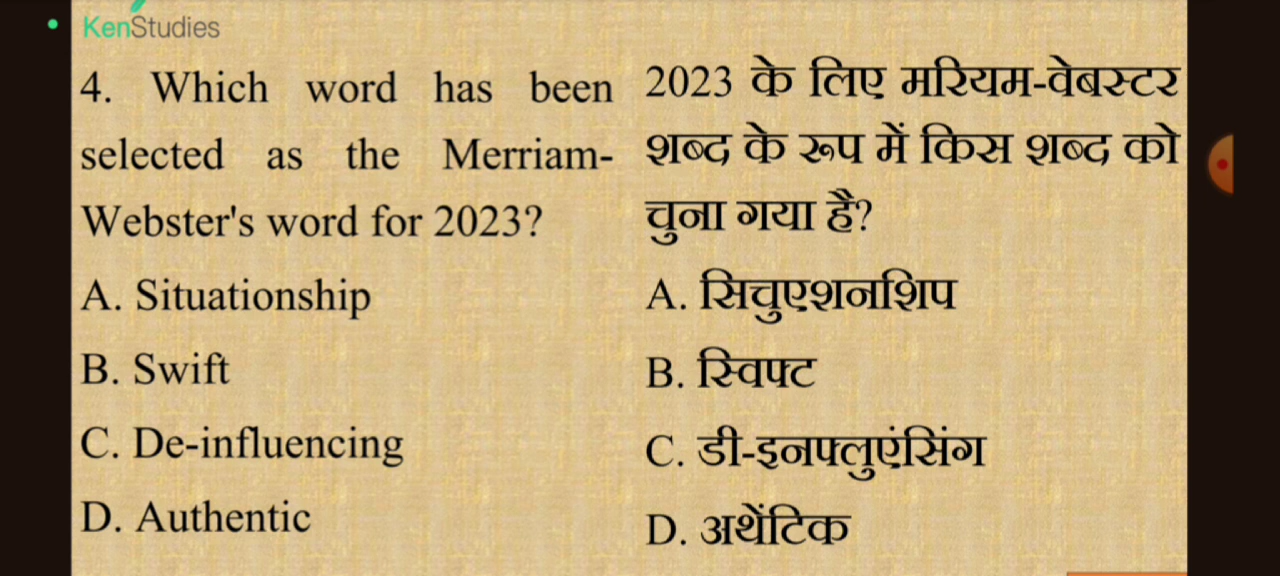 KenStudies
4. Which word has been
selected as the Merriam-
Webster's word for 2023?
A. Situationship
B. Swift
C. De-influencing
D. Authentic
2023 के लिए मरियम-वेबस्टर
शब्द के रूप में किस शब्द को
चुना गया है?
A. सिचुएशनशिप
B. स्विफ्ट
C. डी-इनफ्लुएंसिंग
D. अथेंटिक